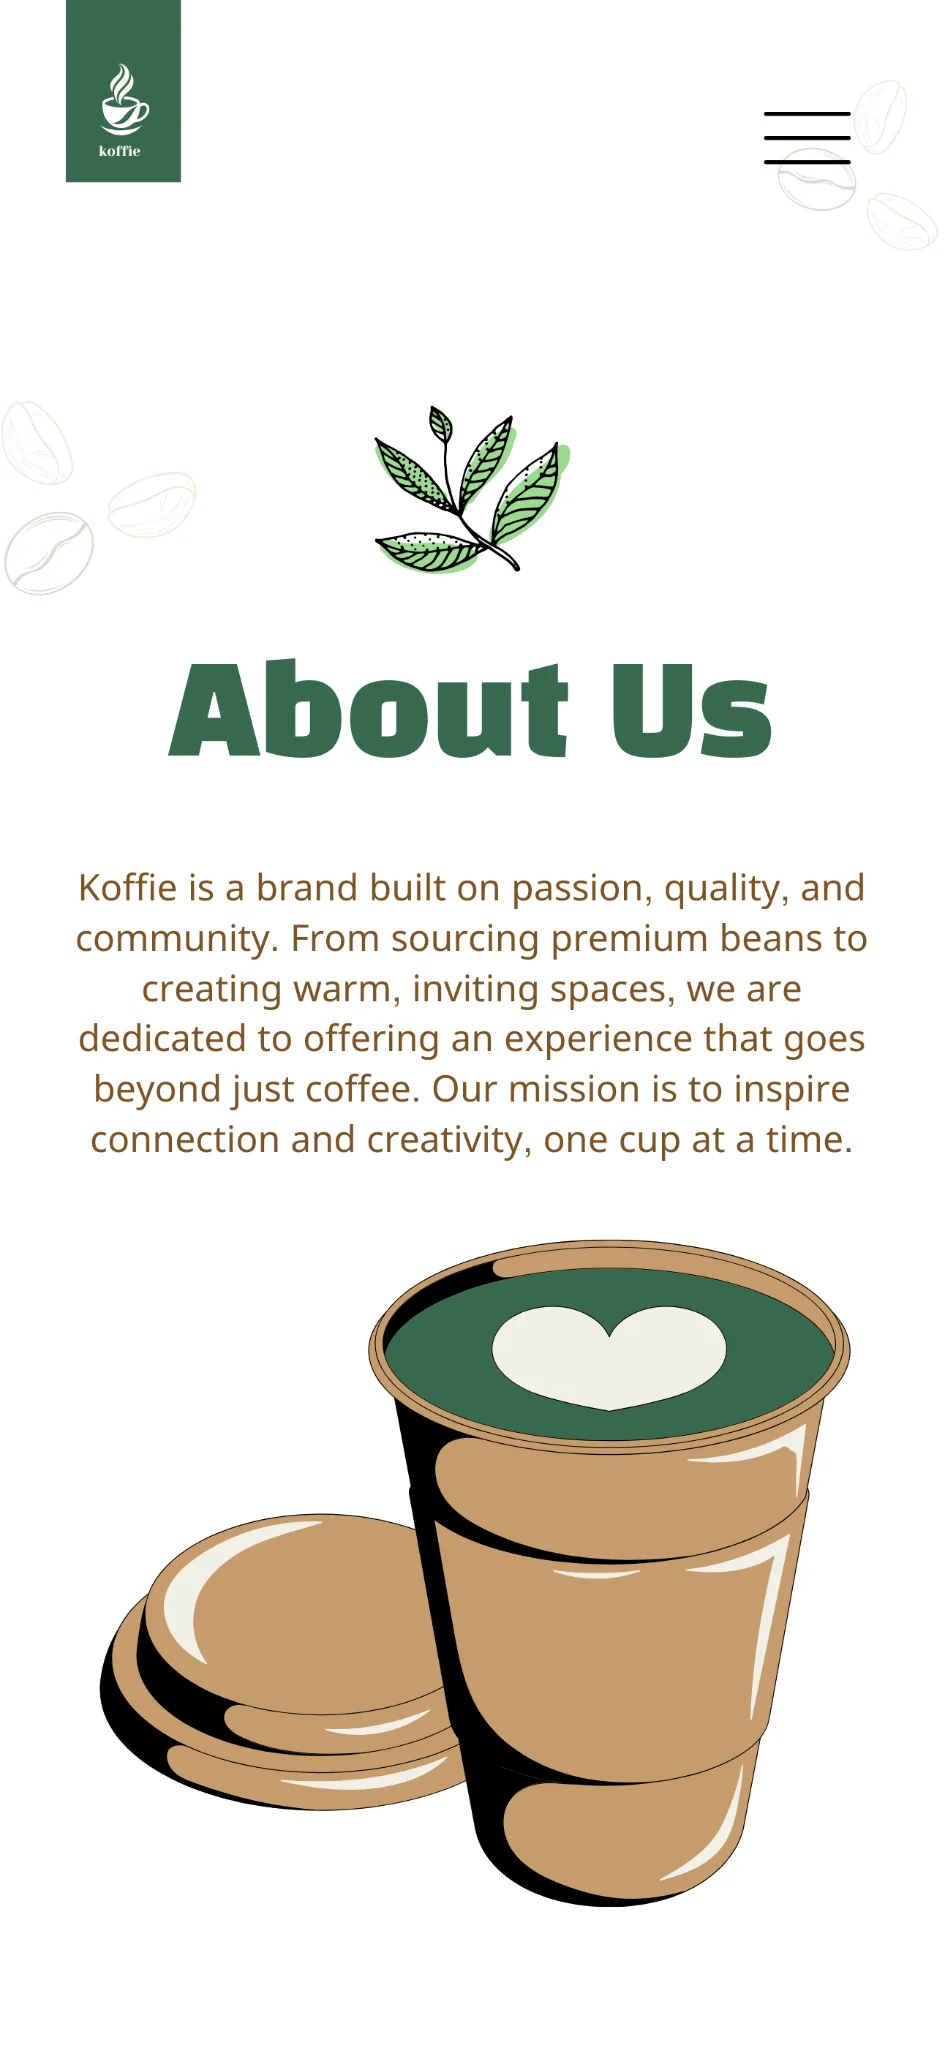 koffie
About Us
Koffie is a brand built on passion, quality, and
community. From sourcing premium beans to
creating warm, inviting spaces, we are
dedicated to offering an experience that goes
beyond just coffee. Our mission is to inspire
connection and creativity, one cup at a time.